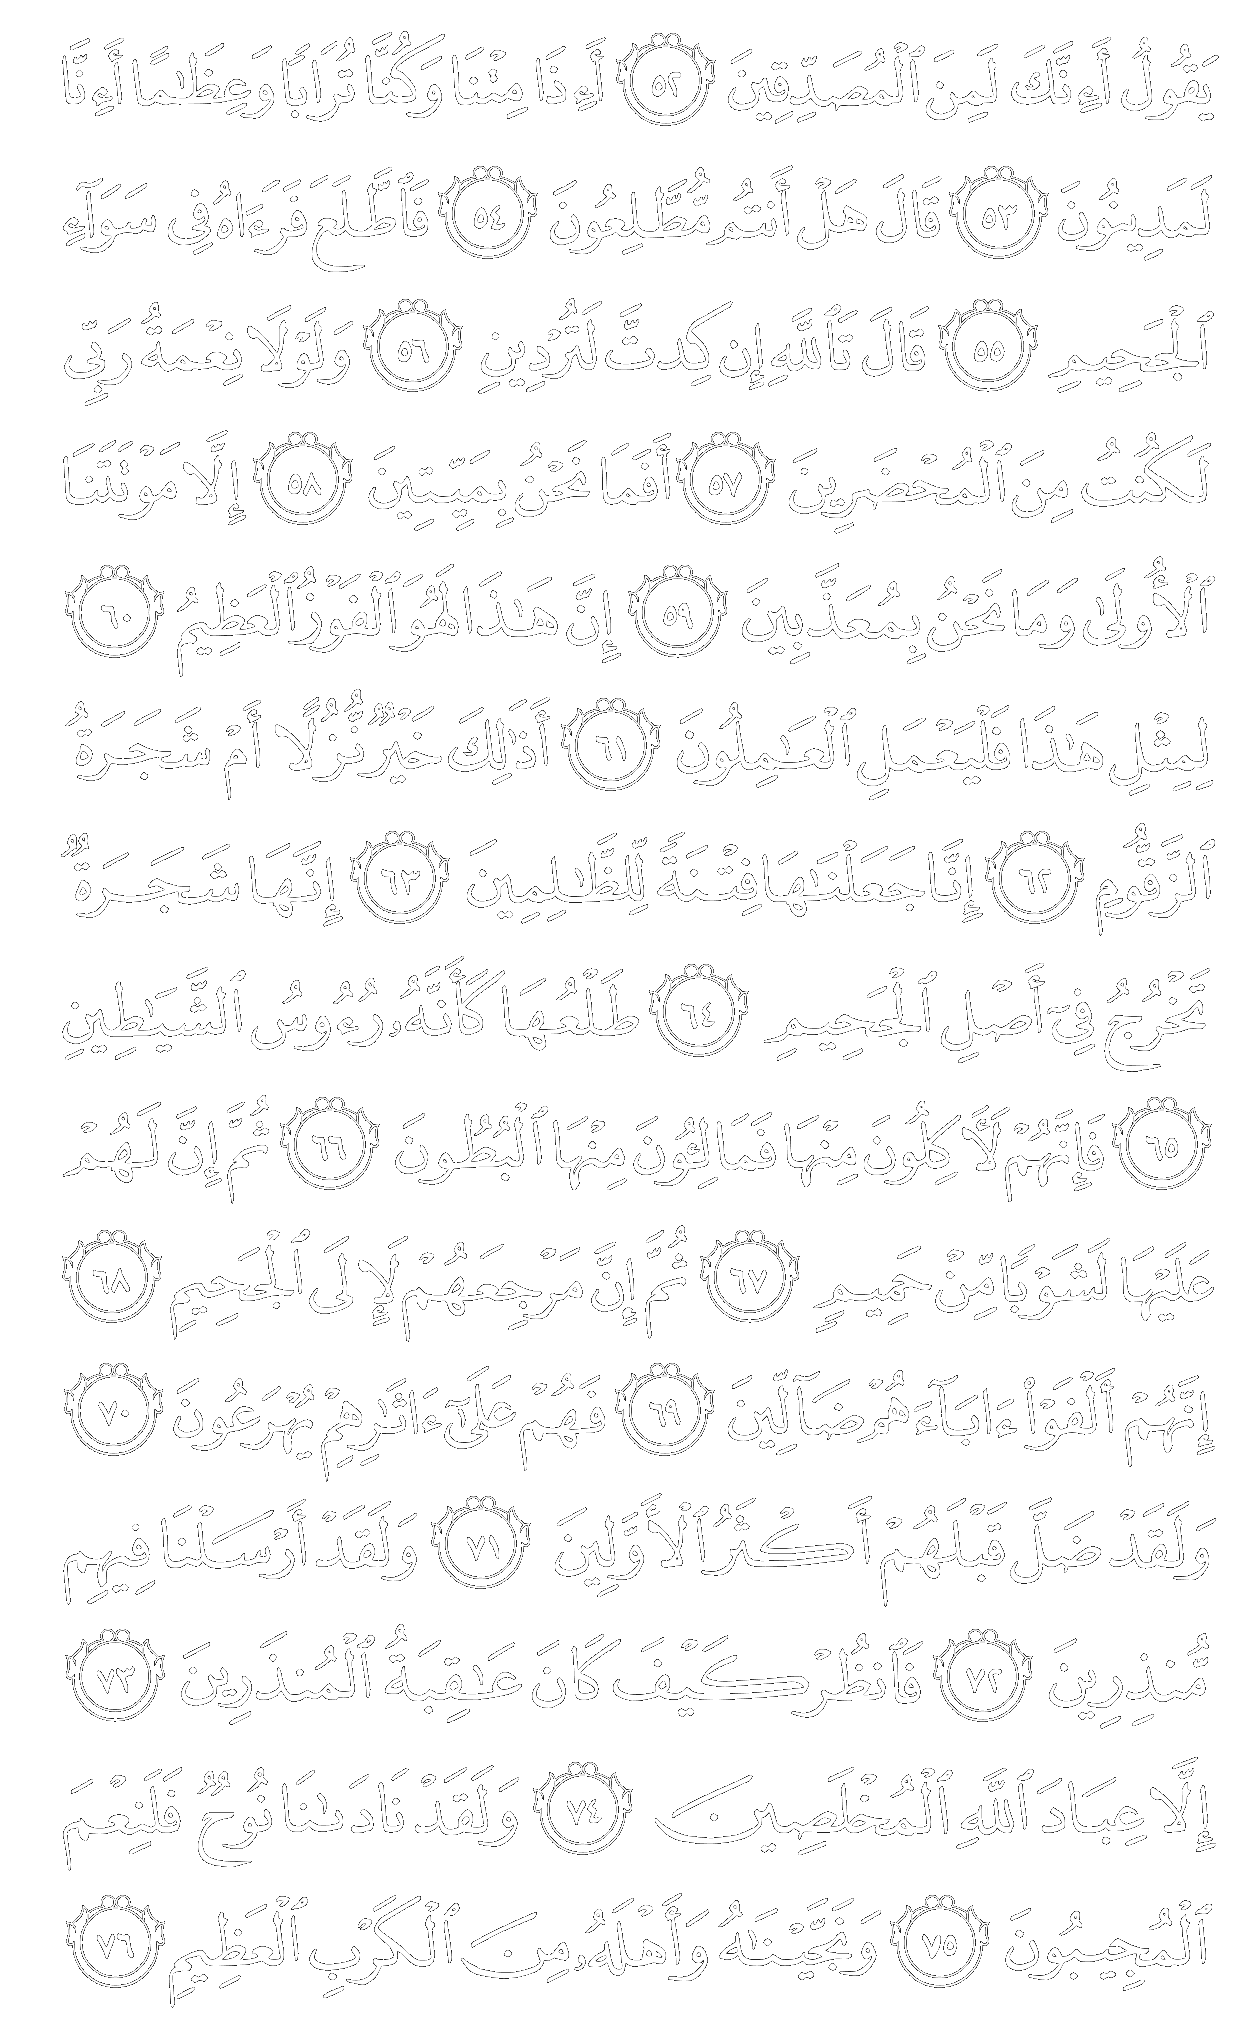 يَقُولُ أَءِنَّكَ لَمِنَ ٱلْمُصَدِّقِينَ ٥٢ أَءِذَا مِتْنَا وَكُنَّا تُرَابًا وَعِظَٰمًا أَءِنَّا
لَمَدِينُونَ ٥٣ قَالَ هَلْ أَنتُم مُّطَّلِعُونَ ٥٤ فَٱطَّلَعَ فَرَءَاهُ فِى سَوَآءِ
ٱلْجَحِيمِ ٥٥ قَالَ تَٱللَّهِ إِن كِدتَّ لَتُرْدِينِ ٥٦ وَلَوْلَا نِعْمَةُ رَبِّى
لَكُنتُ مِنَ ٱلْمُحْضَرِينَ ٥٧ أَفَمَا نَحْنُ بِمَيِّتِينَ ٥٨ إِلَّا مَوْتَتَنَا
ٱلْأُولَىٰ وَمَا نَحْنُ بِمُعَذَّبِينَ ٥٩ إِنَّ هَٰذَا لَهُوَ ٱلْفَوْزُ ٱلْعَظِيمُ ٦٠
لِمِثْلِ هَٰذَا فَلْيَعْمَلِ ٱلْعَٰمِلُونَ ٦١ أَذَٰلِكَ خَيْرٌ نُّزُلًا أَمْ شَجَرَةُ
ٱلزَّقُّومِ ٦٢ إِنَّا جَعَلْنَٰهَا فِتْنَةً لِّلظَّٰلِمِينَ ٦٣ إِنَّهَا شَجَرَةٌ
تَخْرُجُ فِىٓ أَصْلِ ٱلْجَحِيمِ ٦٤ طَلْعُهَا كَأَنَّهُۥ رُءُوسُ ٱلشَّيَٰطِينِ
٦٥ فَإِنَّهُمْ لَءَاكِلُونَ مِنْهَا فَمَالِـُٔونَ مِنْهَا ٱلْبُطُونَ ٦٦ ثُمَّ إِنَّ لَهُمْ
عَلَيْهَا لَشَوْبًا مِّنْ حَمِيمٍ ٦٧ ثُمَّ إِنَّ مَرْجِعَهُمْ لَإِلَى ٱلْجَحِيمِ ٦٨
إِنَّهُمْ أَلْفَوْا۟ ءَابَآءَهُمْ ضَآلِّينَ ٦٩ فَهُمْ عَلَىٰٓ ءَاثَٰرِهِمْ يُهْرَعُونَ ٧٠
وَلَقَدْ ضَلَّ قَبْلَهُمْ أَكْثَرُ ٱلْأَوَّلِينَ ٧١ وَلَقَدْ أَرْسَلْنَا فِيهِم
مُّنذِرِينَ ٧٢ فَٱنظُرْ كَيْفَ كَانَ عَٰقِبَةُ ٱلْمُنذَرِينَ ٧٣
إِلَّا عِبَادَ ٱللَّهِ ٱلْمُخْلَصِينَ ٧٤ وَلَقَدْ نَادَىٰنَا نُوحٌ فَلَنِعْمَ
ٱلْمُجِيبُونَ ٧٥ وَنَجَّيْنَٰهُ وَأَهْلَهُۥ مِنَ ٱلْكَرْبِ ٱلْعَظِيمِ ٧٦